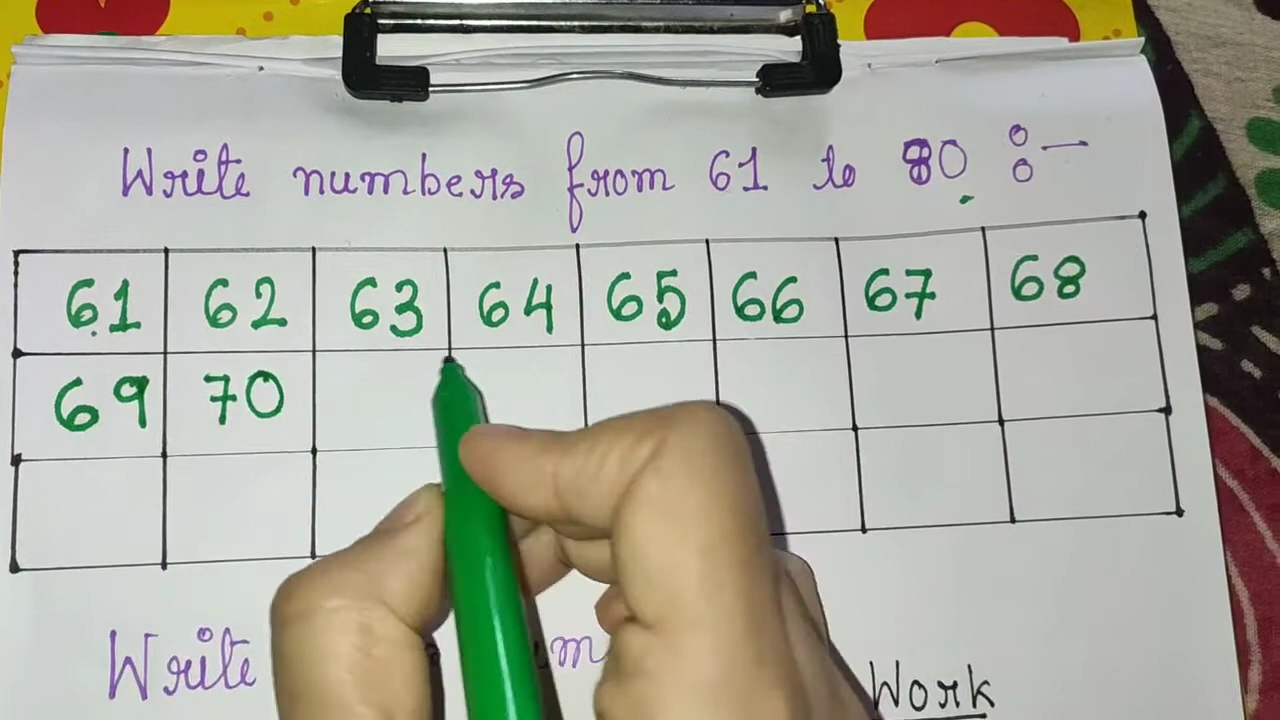 Write numbers from 61 to 80 :-
61 62 63 64 65 66 67 68
69 70
Write
Work